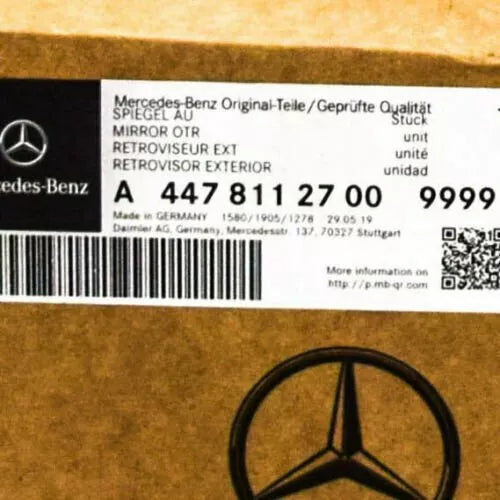 Mercedes-Benz Original-Teile/Geprüfte Qualität
SPIEGEL AU Stück
MIRROR OTR unit
RETROVISEUR EXT unité
RETROVISOR EXTERIOR unidad
cedes-Benz
A 447 811 27 00 9999
Made in GERMANY 1580/1905/1278 29.05.19
Daimler AG, Germany, Mercedesstr. 137, 70327 Stuttgart
More information on
http://p.mb-qr.com